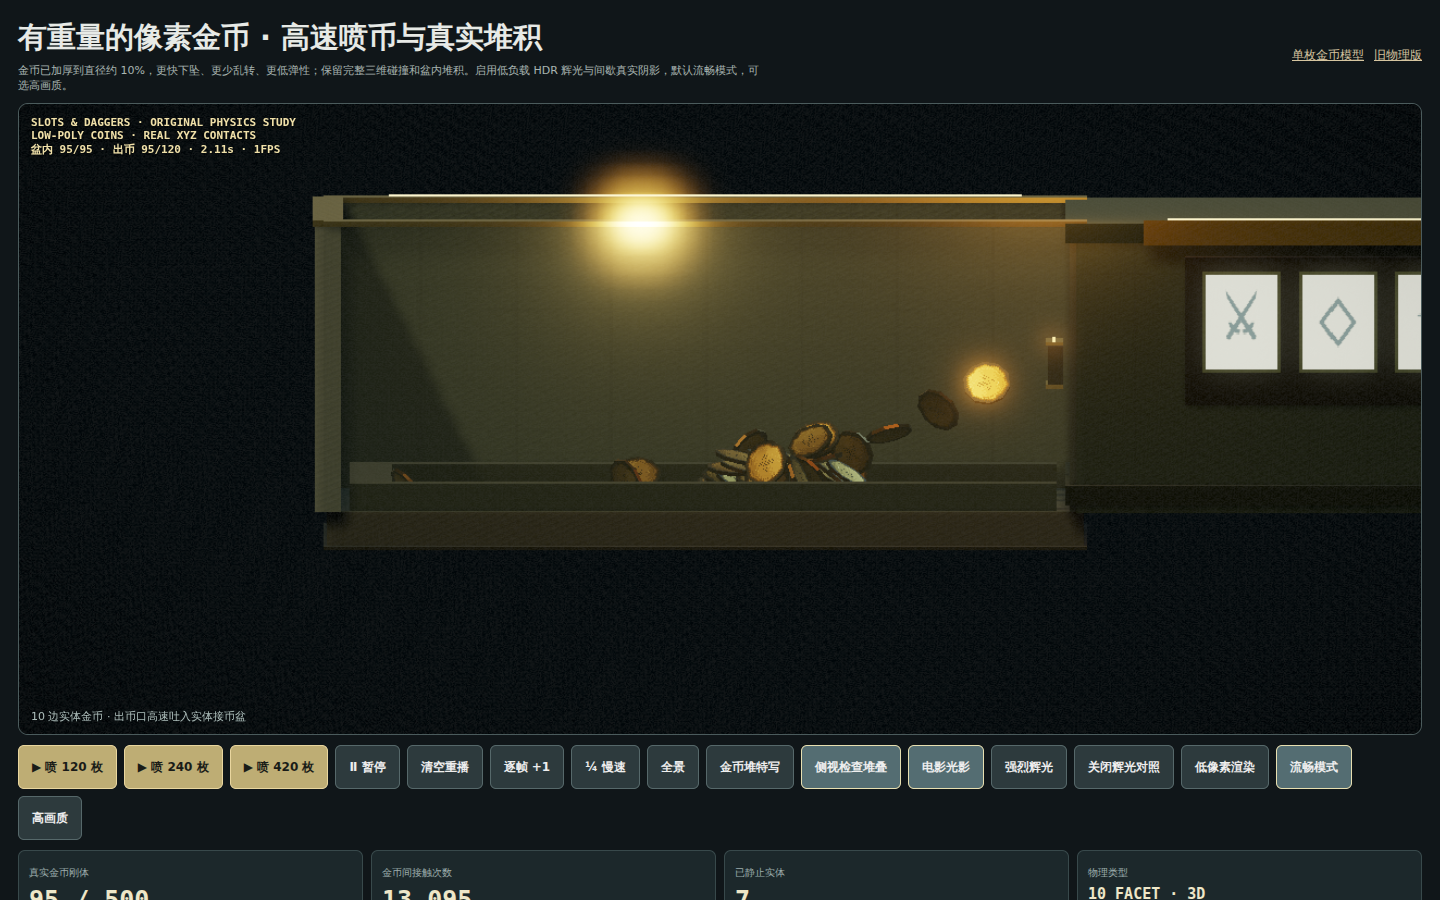 有重量的像素金币 · 高速喷币与真实堆积
单枚金币模型 旧物理版
金币已加厚到直径约 10%，更快下坠、更少乱转、更低弹性；保留完整三维碰撞和盆内堆积。启用低负载 HDR 辉光与间歇真实阴影，默认流畅模式，可
选高画质。
SLOTS & DAGGERS · ORIGINAL PHYSICS STUDY
LOW-POLY COINS · REAL XYZ CONTACTS
盆内 95/95 · 出币 95/120 · 2.11s · 1FPS
10 边实体金币 · 出币口高速吐入实体接币盆
▶ 喷 120 枚 ▶ 喷 240 枚 ▶ 喷 420 枚 Ⅱ 暂停 清空重播 逐帧 +1 ¼ 慢速 全景 金币堆特写 侧视检查堆叠 电影光影 强烈辉光 关闭辉光对照 低像素渲染 流畅模式
高画质
真实金币刚体 金币间接触次数 已静止实体 物理类型
95 / 500 13,095 7 10 FACET · 3D